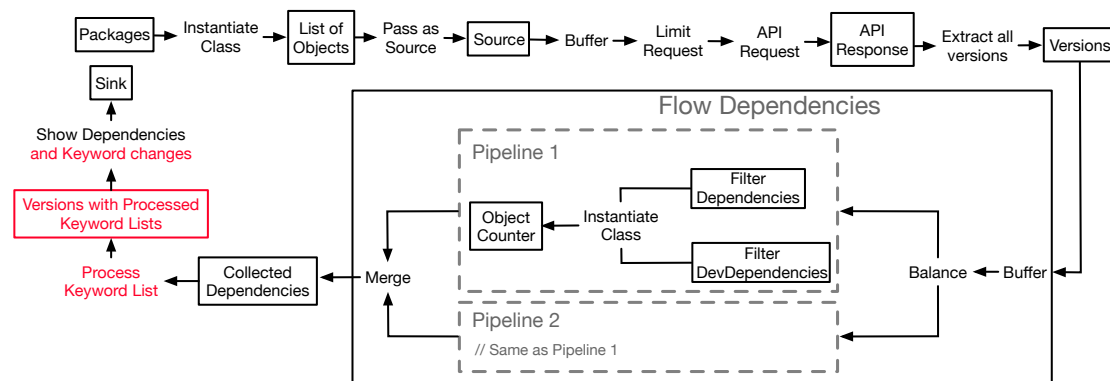 Packages
Instantiate
Class
List of
Objects
Pass as
Source
Source
Buffer
Limit
Request
API
Request
API
Response
Extract all
versions
Versions
Sink
Show Dependencies
and Keyword changes
Versions with Processed
Keyword Lists
Process
Keyword List
Collected
Dependencies
Flow Dependencies
Merge
Pipeline 1
Object
Counter
Instantiate
Class
Filter
Dependencies
Filter
DevDependencies
Balance
Buffer
Pipeline 2
// Same as Pipeline 1